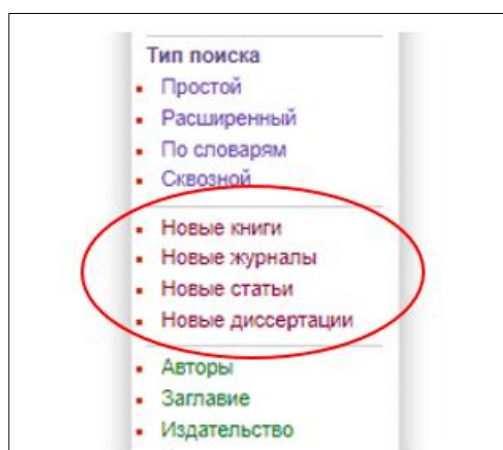 Тип поиска
Простой
Расширенный
По словарям
Сквозной
Новые книги
Новые журналы
Новые статьи
Новые диссертации
Авторы
Заглавие
Издательство